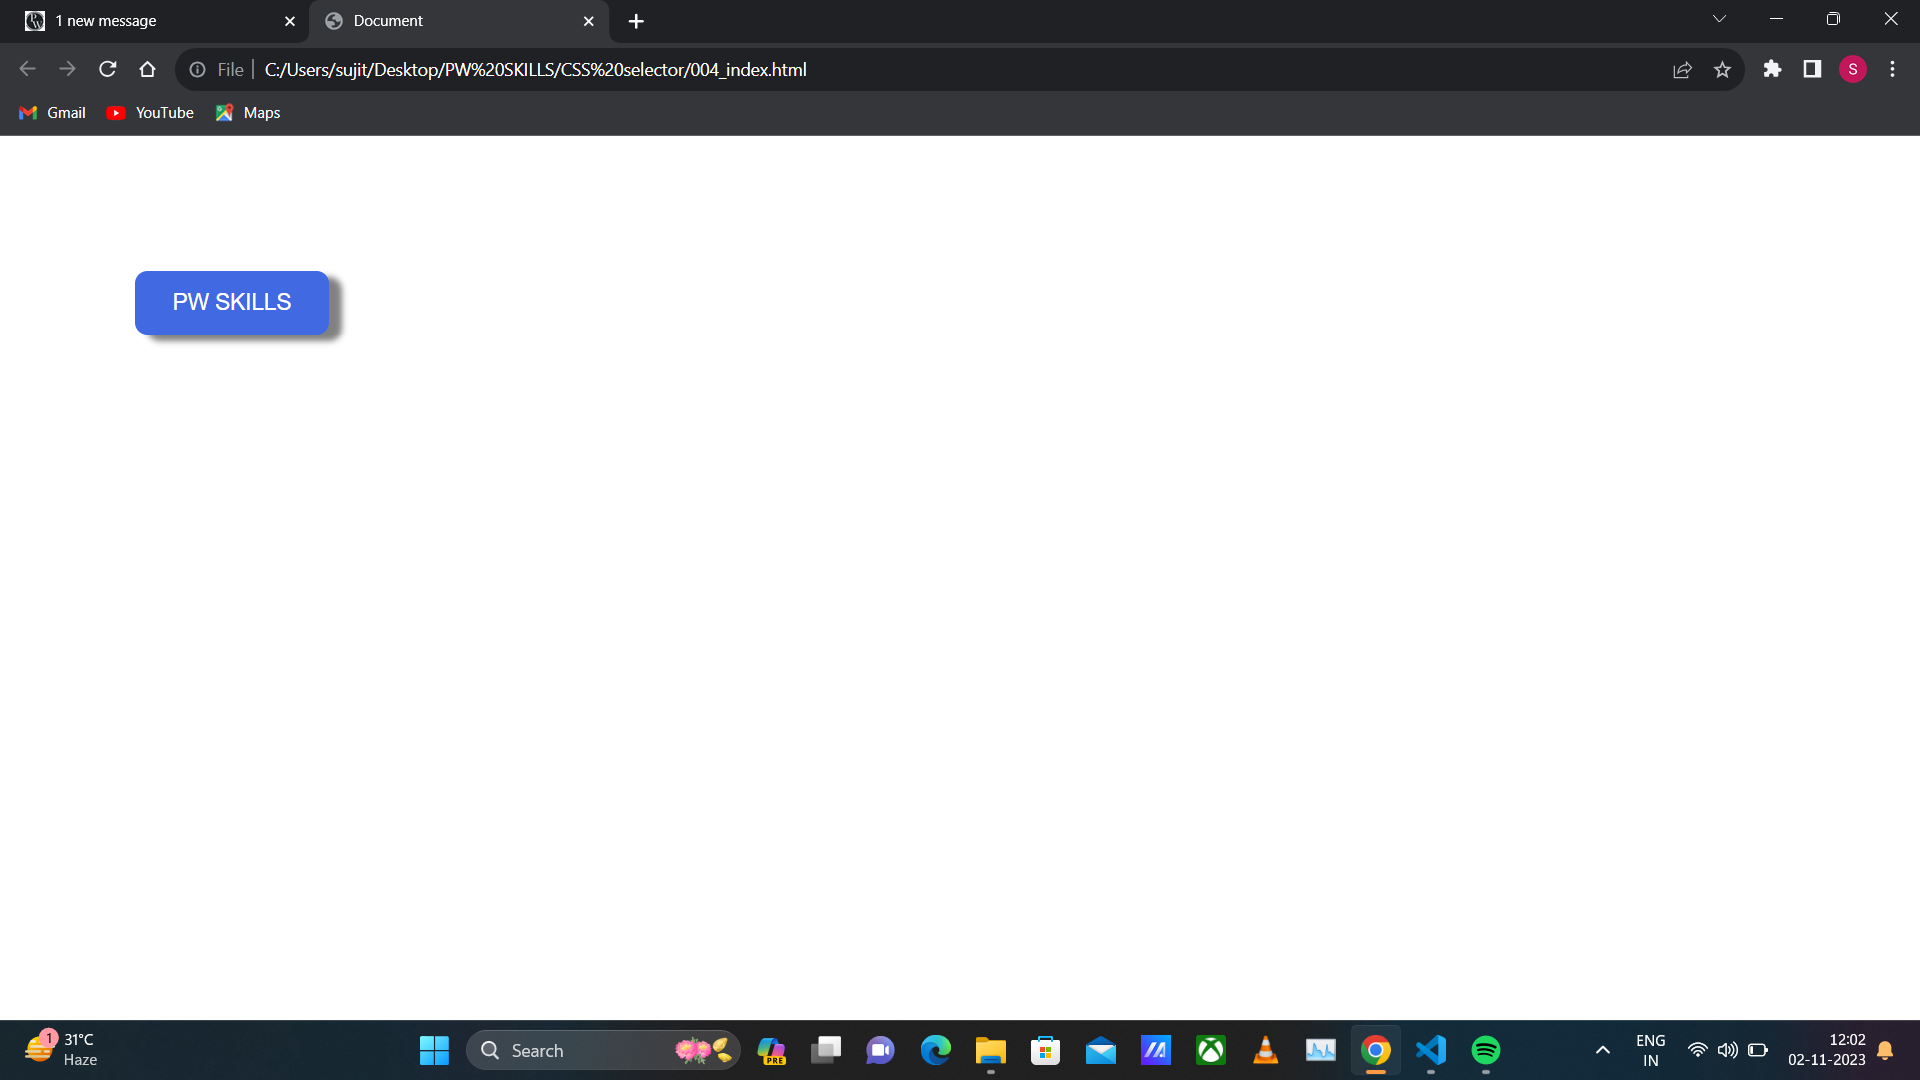 1 new message
Document
File
C:/Users/sujit/Desktop/PW%20SKILLS/CSS%20selector/004_index.html
S
Gmail
YouTube
Maps
PW SKILLS
1
31°C
Haze
Search
PRE
ENG
IN
12:02
02-11-2023